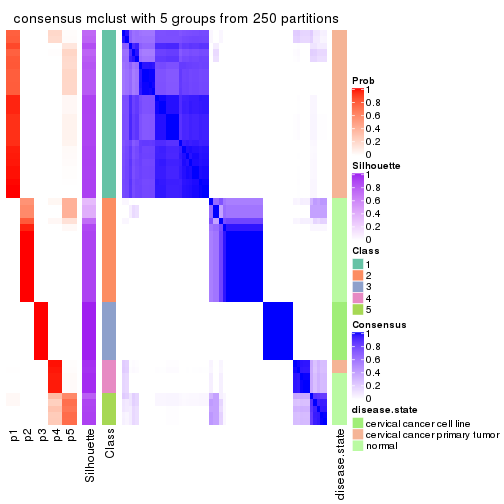 consensus mclust with 5 groups from 250 partitions
Prob
1
0.8
0.6
0.4
0.2
0
Silhouette
1
0.8
0.6
0.4
0.2
0
Class
1
2
3
4
5
Consensus
1
0.8
0.6
0.4
0.2
0
disease.state
cervical cancer cell line
cervical cancer primary tumor
normal
p1
p2
p3
p4
p5
Silhouette
Class
disease.state